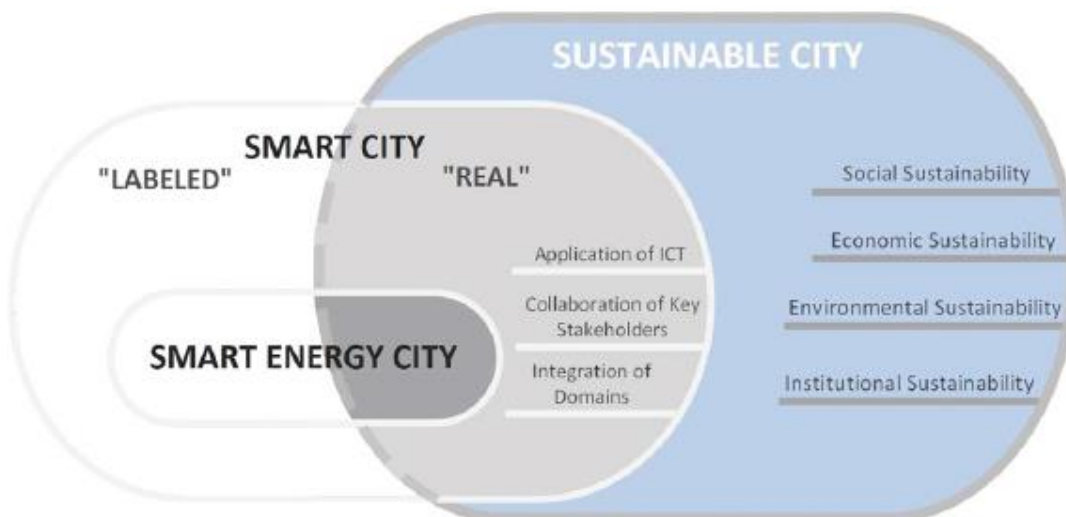 SUSTAINABLE CITY
SMART CITY
"LABELED"
"REAL"
Social Sustainability
Economic Sustainability
Application of ICT
Collaboration of Key
Stakeholders
Environmental Sustainability
SMART ENERGY CITY
Integration of
Domains
Institutional Sustainability